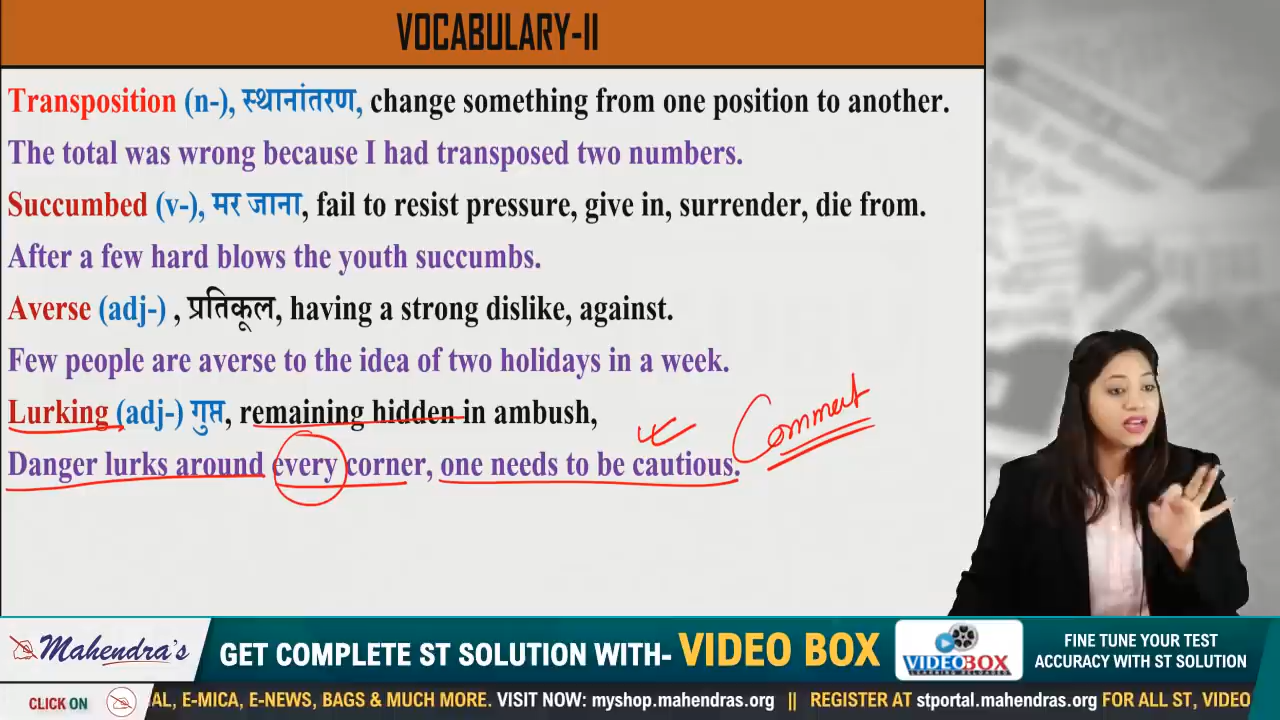 VOCABULARY-II
Transposition (n-), स्थानांतरण, change something from one position to another.
The total was wrong because I had transposed two numbers.
Succumbed (v-), मर जाना, fail to resist pressure, give in, surrender, die from.
After a few hard blows the youth succumbs.
Averse (adj-) , प्रतिकूल, having a strong dislike, against.
Few people are averse to the idea of two holidays in a week.
Lurking (adj-) गुप्त, remaining hidden in ambush,
Comment
Danger lurks around every corner, one needs to be cautious.
Mahendra's
GET COMPLETE ST SOLUTION WITH- VIDEO BOX
VIDEOBOX
LEARNING RELOADED
FINE TUNE YOUR TEST
ACCURACY WITH ST SOLUTION
CLICK ON
AL, E-MICA, E-NEWS, BAGS & MUCH MORE. VISIT NOW: myshop.mahendras.org || REGISTER AT stportal.mahendras.org FOR ALL ST, VIDEO